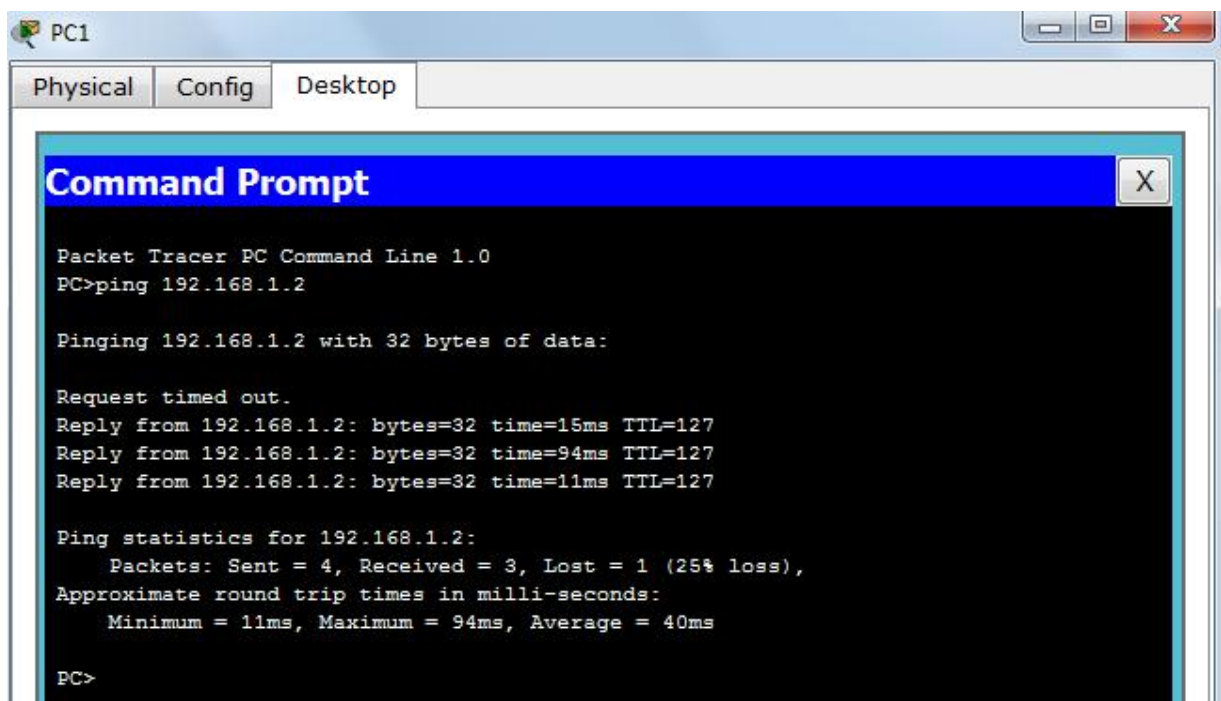 PC1
Physical Config Desktop
Command Prompt
X
Packet Tracer PC Command Line 1.0
PC>ping 192.168.1.2
Pinging 192.168.1.2 with 32 bytes of data:
Request timed out.
Reply from 192.168.1.2: bytes=32 time=15ms TTL=127
Reply from 192.168.1.2: bytes=32 time=94ms TTL=127
Reply from 192.168.1.2: bytes=32 time=11ms TTL=127
Ping statistics for 192.168.1.2:
Packets: Sent = 4, Received = 3, Lost = 1 (25% loss),
Approximate round trip times in milli-seconds:
Minimum = 11ms, Maximum = 94ms, Average = 40ms
PC>